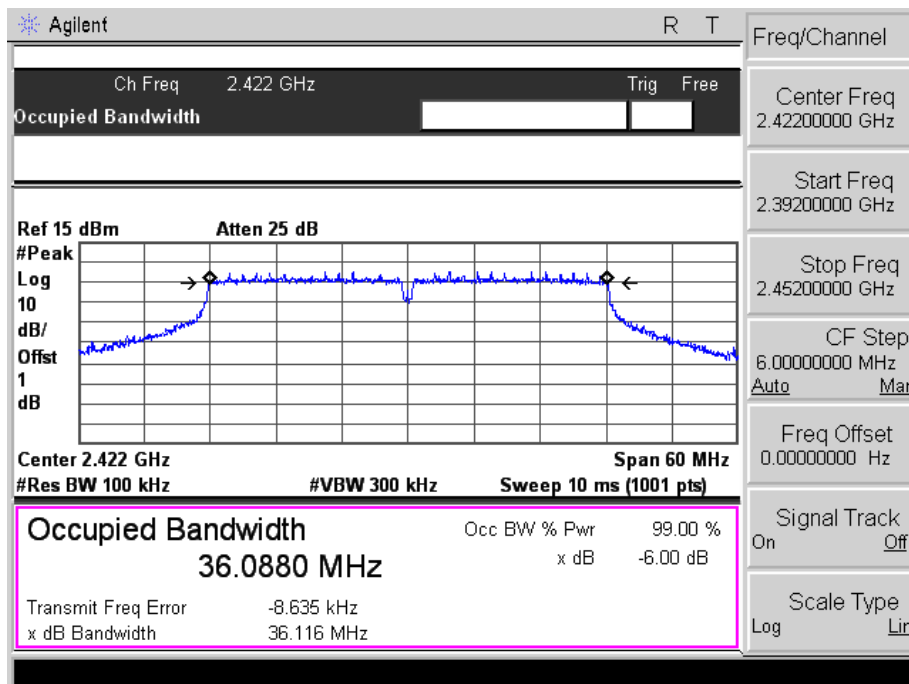 Agilent R T
Ch Freq 2.422 GHz Trig Free
Occupied Bandwidth
Ref 15 dBm Atten 25 dB
#Peak
Log
10
dB/
Offst
1
dB
Center 2.422 GHz Span 60 MHz
#Res BW 100 kHz #VBW 300 kHz Sweep 10 ms (1001 pts)
Occupied Bandwidth Occ BW % Pwr 99.00 %
36.0880 MHz x dB -6.00 dB
Transmit Freq Error -8.635 kHz
x dB Bandwidth 36.116 MHz
Freq/Channel
Center Freq
2.42200000 GHz
Start Freq
2.39200000 GHz
Stop Freq
2.45200000 GHz
CF Step
6.00000000 MHz
Auto Mar
Freq Offset
0.00000000 Hz
Signal Track
On Off
Scale Type
Log Lir